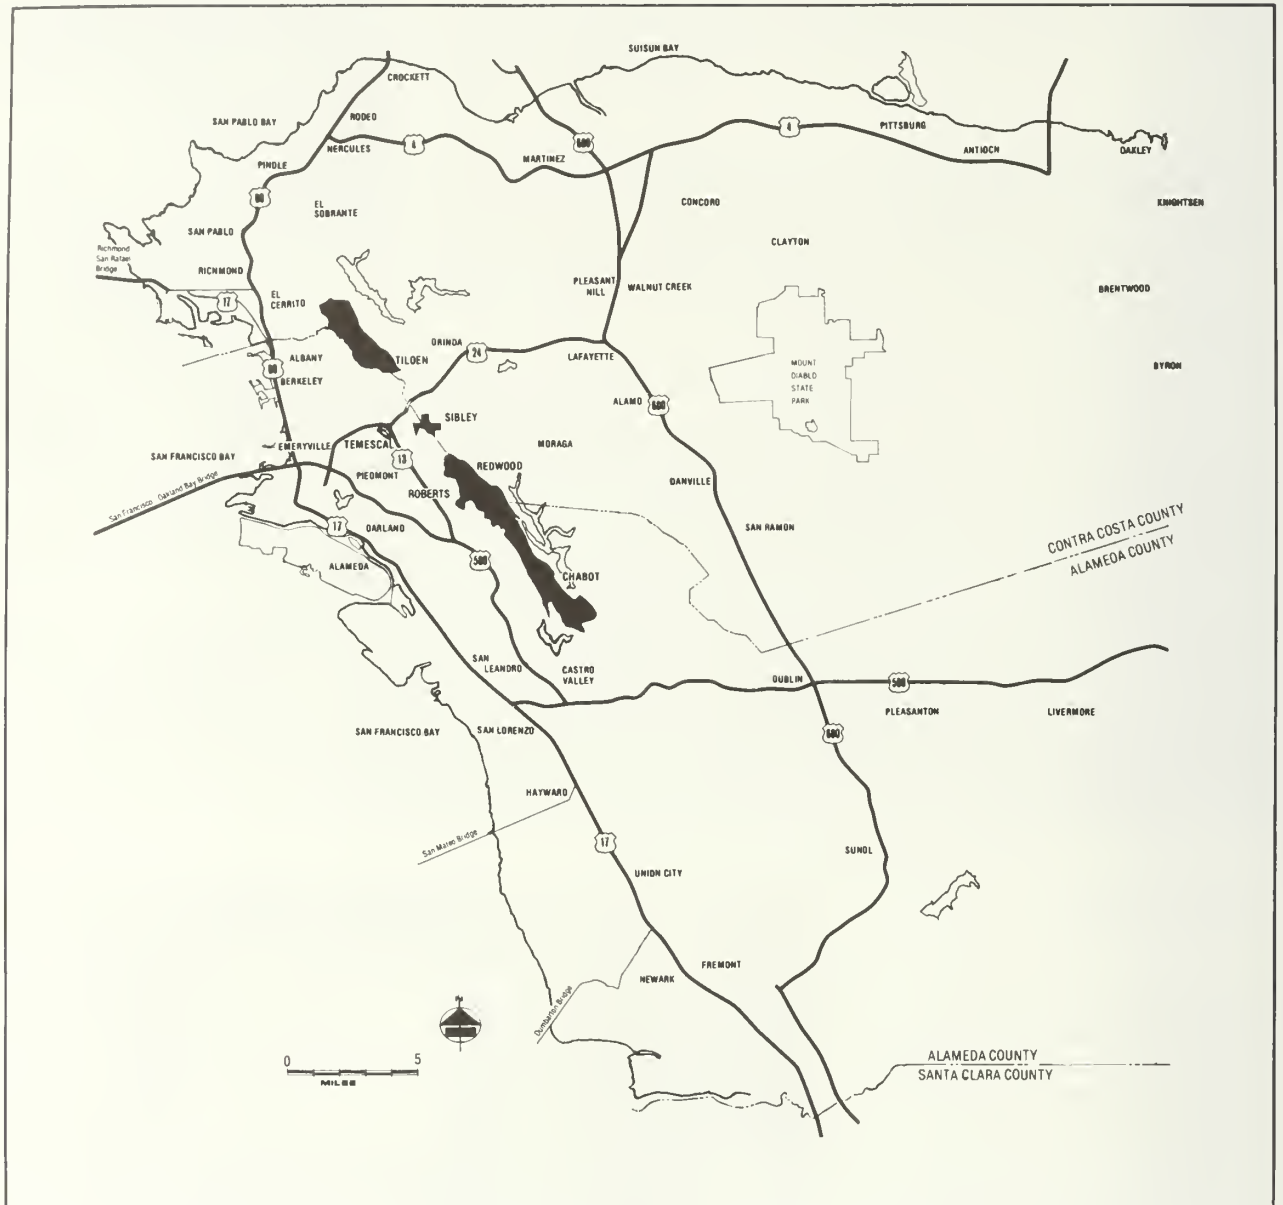 SUISUN BAY
CROCKETT
SAN PABLO BAY
RODEO
HERCULES
4
680
MARTINEZ
4
PITTSBURG
ANTIOCH
OAKLEY
PINOLE
80
EL
SOBRANTE
CONCORD
KNIGHTSEN
SAN PABLO
CLAYTON
Richmond
San Rafael
Bridge
RICHMOND
17
EL
CERRITO
PLEASANT
HILL
WALNUT CREEK
BRENTWOOD
ORINDA
24
LAFAYETTE
ALBANY
TILDEN
80
BERKELEY
MOUNT
DIABLO
STATE
PARK
BYRON
ALAMO
680
SIBLEY
EMERYVILLE
TEMESCAL
MORAGA
SAN FRANCISCO BAY
13
PIEDMONT
REDWOOD
DANVILLE
San Francisco Oakland Bay Bridge
ROBERTS
17
OAKLAND
SAN RAMON
CONTRA COSTA COUNTY
ALAMEDA COUNTY
ALAMEDA
580
CHABOT
SAN
LEANDRO
CASTRO
VALLEY
DUBLIN
580
PLEASANTON
LIVERMORE
SAN FRANCISCO BAY
SAN LORENZO
680
HAYWARD
San Mateo Bridge
17
SUNOL
UNION CITY
FREMONT
NEWARK
Dumbarton Bridge
N
0 5
MILES
ALAMEDA COUNTY
SANTA CLARA COUNTY